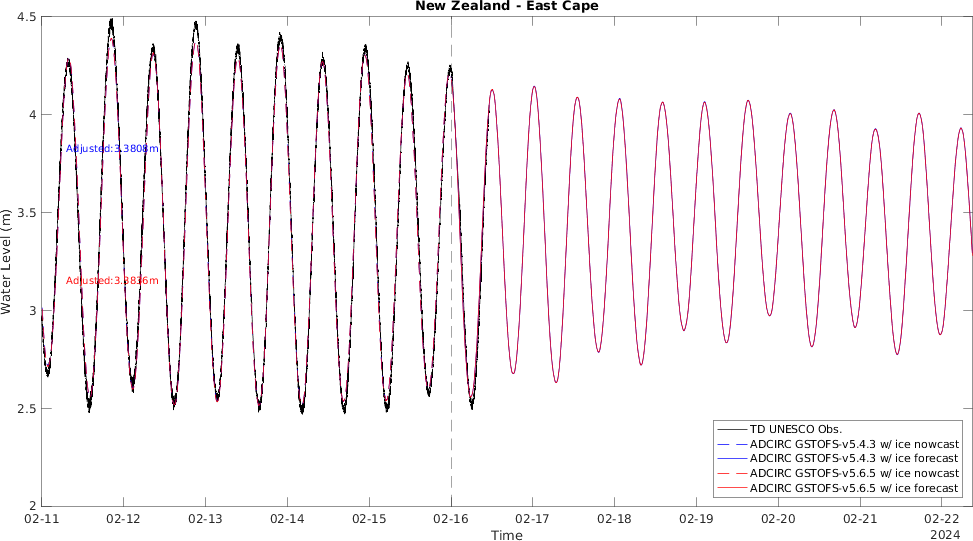 New Zealand - East Cape
4.5
4
3.5
3
2.5
2
Water Level (m)
Adjusted:3.3808m
Adjusted:3.3836m
TD UNESCO Obs.
ADCIRC GSTOFS-v5.4.3 w/ ice nowcast
ADCIRC GSTOFS-v5.4.3 w/ ice forecast
ADCIRC GSTOFS-v5.6.5 w/ ice nowcast
ADCIRC GSTOFS-v5.6.5 w/ ice forecast
02-11 02-12 02-13 02-14 02-15 02-16 02-17 02-18 02-19 02-20 02-21 02-22
Time
2024